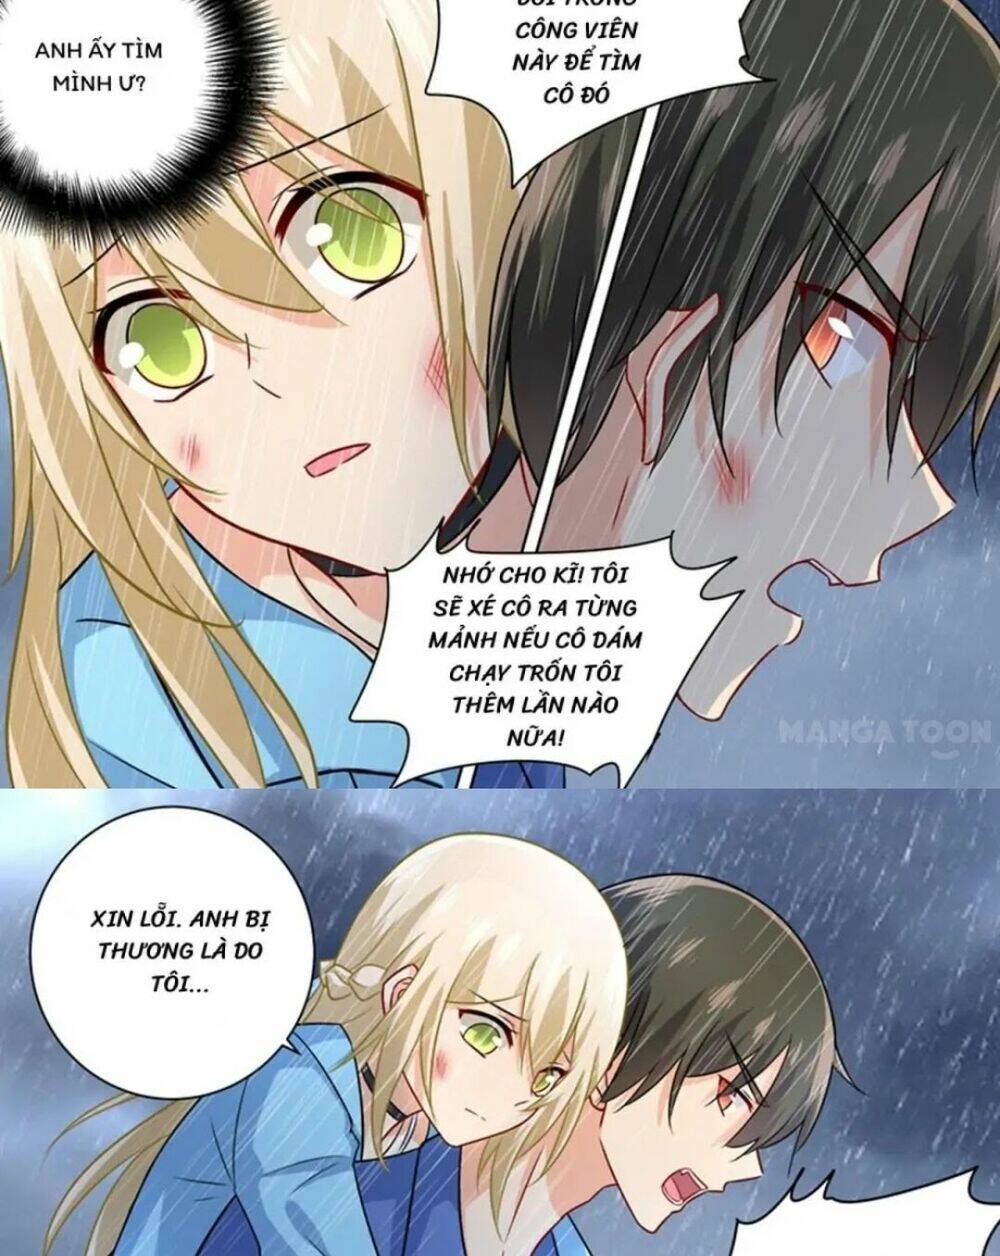 ANH ẤY TÌM
MÌNH Ư?
CÔNG VIÊN
NÀY ĐỂ TÌM
CÔ ĐÓ
NHỚ CHO KĨ! TÔI
SẼ XÉ CÔ RA TỪNG
MẢNH NẾU CÔ DÁM
CHẠY TRỐN TÔI
THÊM LẦN NÀO
NỮA!
MANGA TOON
XIN LỖI. ANH BỊ
THƯƠNG LÀ DO
TÔI...